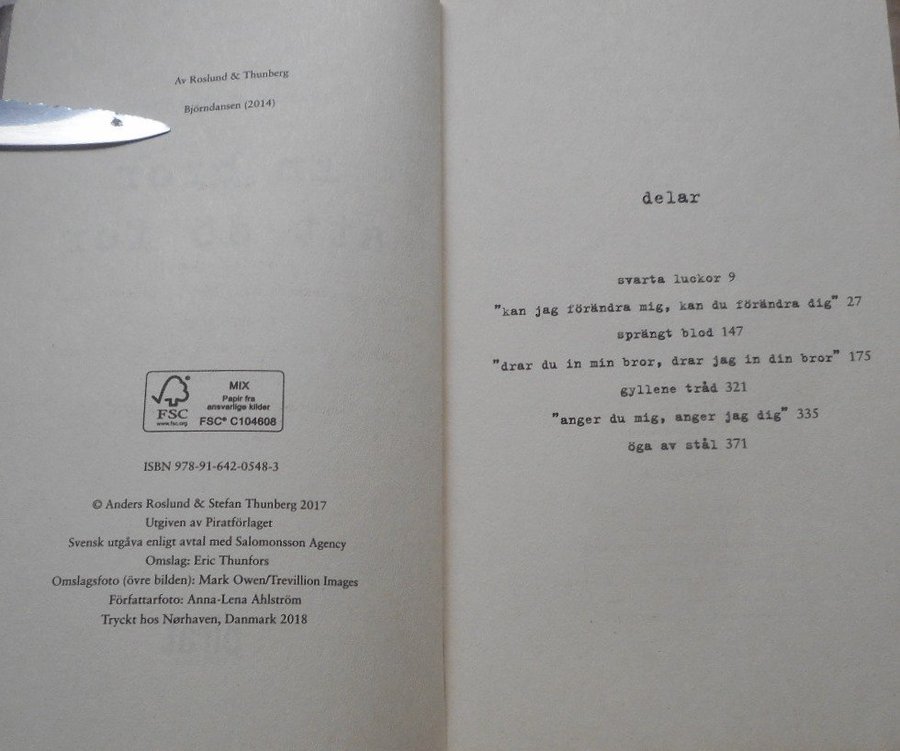 Av Roslund & Thunberg
Björndansen (2014)
FSC
www.fsc.org
MIX
Papir fra
ansvarlige kilder
FSC® C104608
ISBN 978-91-642-0548-3
© Anders Roslund & Stefan Thunberg 2017
Utgiven av Piratförlaget
Svensk utgåva enligt avtal med Salomonsson Agency
Omslag: Eric Thunfors
Omslagsfoto (övre bilden): Mark Owen/Trevillion Images
Författarfoto: Anna-Lena Ahlström
Tryckt hos Nørhaven, Danmark 2018
delar
svarta luckor 9
"kan jag förändra mig, kan du förändra dig" 27
sprängt blod 147
"drar du in min bror, drar jag in din bror" 175
gyllene tråd 321
"anger du mig, anger jag dig" 335
öga av stål 371